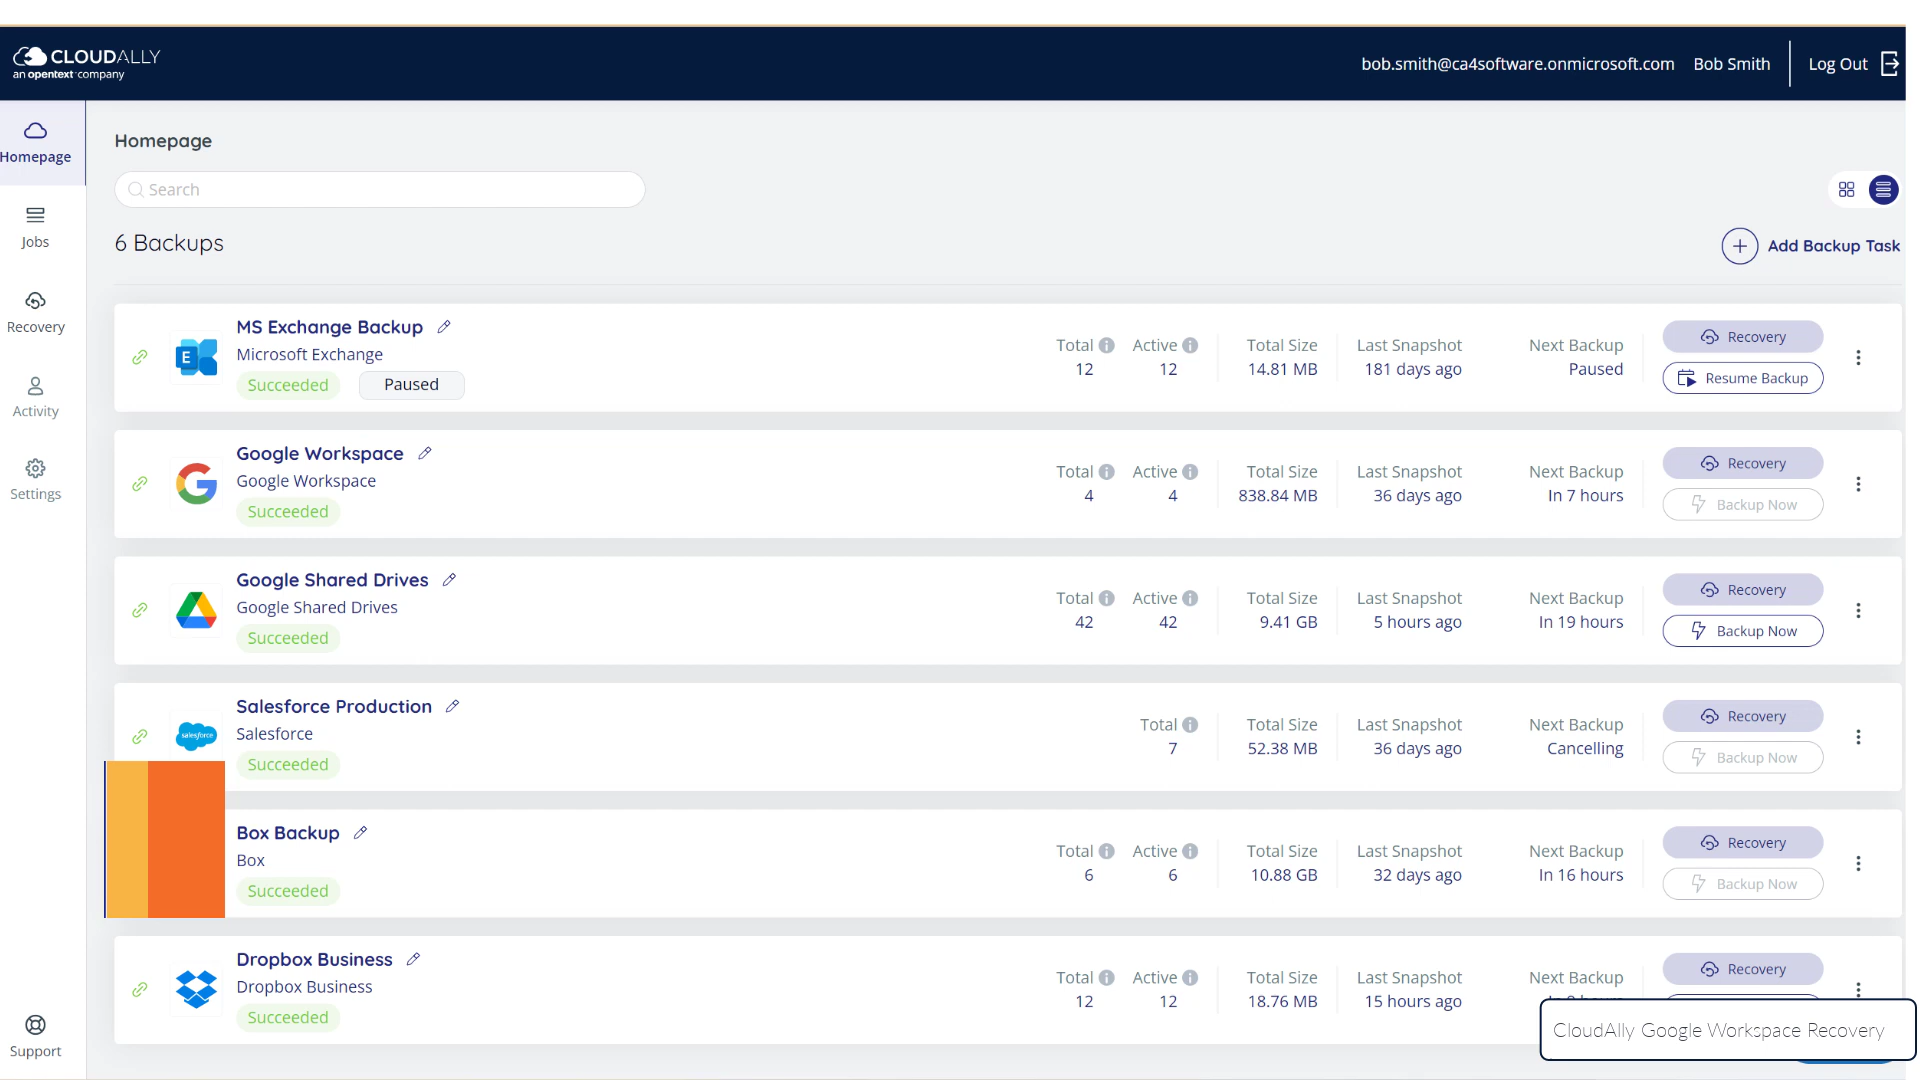 CLOUDALLY
an opentext company
bob.smith@ca4software.onmicrosoft.com Bob Smith Log Out
Homepage
Jobs
Recovery
Activity
Settings
Support
Homepage
Search
6 Backups
Add Backup Task
MS Exchange Backup
Microsoft Exchange
Succeeded Paused
E
Total Active Total Size Last Snapshot Next Backup
12 12 14.81 MB 181 days ago Paused
Recovery
Resume Backup
Google Workspace
Google Workspace
Succeeded
Total Active Total Size Last Snapshot Next Backup
4 4 838.84 MB 36 days ago In 7 hours
Recovery
Backup Now
Google Shared Drives
Google Shared Drives
Succeeded
Total Active Total Size Last Snapshot Next Backup
42 42 9.41 GB 5 hours ago In 19 hours
Recovery
Backup Now
Salesforce Production
salesforce
Salesforce
Succeeded
Total Total Size Last Snapshot Next Backup
7 52.38 MB 36 days ago Cancelling
Recovery
Backup Now
Box Backup
Box
Succeeded
Total Active Total Size Last Snapshot Next Backup
6 6 10.88 GB 32 days ago In 16 hours
Recovery
Backup Now
Dropbox Business
Dropbox Business
Succeeded
Total Active Total Size Last Snapshot Next Backup
12 12 18.76 MB 15 hours ago
Recovery
CloudAlly Google Workspace Recovery